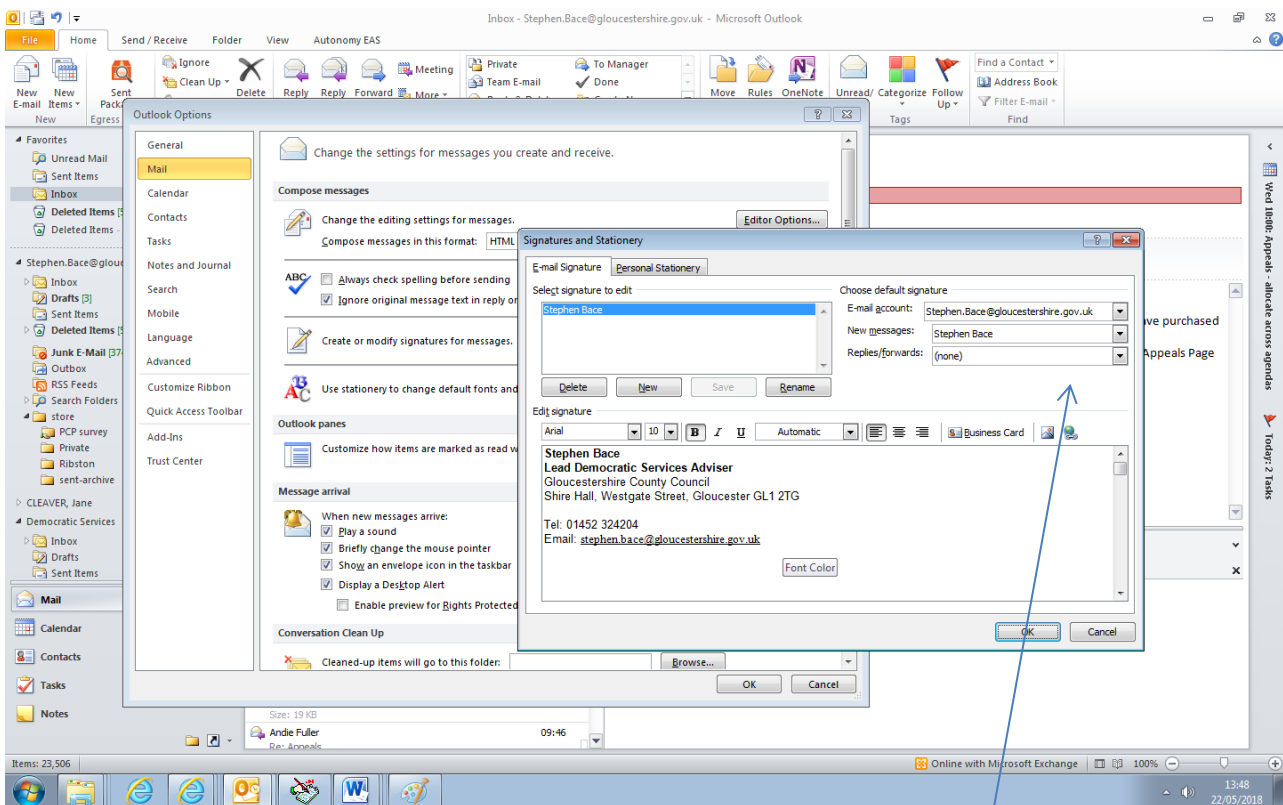 Inbox - Stephen.Bace@gloucestershire.gov.uk - Microsoft Outlook
File Home Send / Receive Folder View Autonomy EAS
New E-mail
New Items
Sent
Ignore
Clean Up
Delete
Reply
Reply
Forward
Meeting
More
Private
Team E-mail
To Manager
Done
Move
Rules
OneNote
Unread/
Categorize
Follow Up
Find a Contact
Address Book
Filter E-mail
New
Egress
Tags
Find
Favorites
Unread Mail
Sent Items
Inbox
Deleted Items
Deleted Items -
Stephen.Bace@glouc
Inbox
Drafts [3]
Sent Items
Deleted Items
Junk E-Mail
Outbox
RSS Feeds
Search Folders
store
PCP survey
Private
Ribston
sent-archive
CLEAVER, Jane
Democratic Services
Inbox
Drafts
Sent Items
Mail
Calendar
Contacts
Tasks
Notes
Outlook Options
General
Mail
Calendar
Contacts
Tasks
Notes and Journal
Search
Mobile
Language
Advanced
Customize Ribbon
Quick Access Toolbar
Add-Ins
Trust Center
Change the settings for messages you create and receive.
Compose messages
Change the editing settings for messages.
Editor Options...
Compose messages in this format: HTML
ABC
Always check spelling before sending
Ignore original message text in reply or
Create or modify signatures for messages.
Use stationery to change default fonts and
Outlook panes
Customize how items are marked as read w
Message arrival
When new messages arrive:
Play a sound
Briefly change the mouse pointer
Show an envelope icon in the taskbar
Display a Desktop Alert
Enable preview for Rights Protected
Conversation Clean Up
Cleaned-up items will go to this folder:
Browse...
OK Cancel
Signatures and Stationery
E-mail Signature Personal Stationery
Select signature to edit
Stephen Bace
Delete New Save Rename
Choose default signature
E-mail account: Stephen.Bace@gloucestershire.gov.uk
New messages: Stephen Bace
Replies/forwards: (none)
Edit signature
Arial 10 B I U Automatic Business Card
Stephen Bace
Lead Democratic Services Adviser
Gloucestershire County Council
Shire Hall, Westgate Street, Gloucester GL1 2TG
Tel: 01452 324204
Email: stephen.bace@gloucestershire.gov.uk
Font Color
OK Cancel
ve purchased
Appeals Page
Wed 10:00: Appeals - allocate across agendas
Today: 2 Tasks
Size: 19 KB
Andie Fuller 09:46
Re: Appeals
Items: 23,506
Online with Microsoft Exchange 100%
13:48
22/05/2018